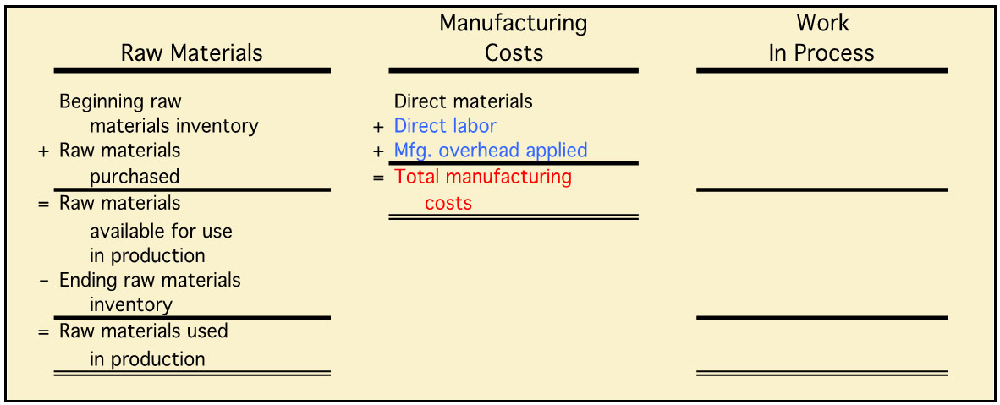 Raw Materials
Beginning raw
materials inventory
+ Raw materials
purchased
= Raw materials
available for use
in production
– Ending raw materials
inventory
= Raw materials used
in production
Manufacturing
Costs
Direct materials
+ Direct labor
+ Mfg. overhead applied
= Total manufacturing
costs
Work
In Process